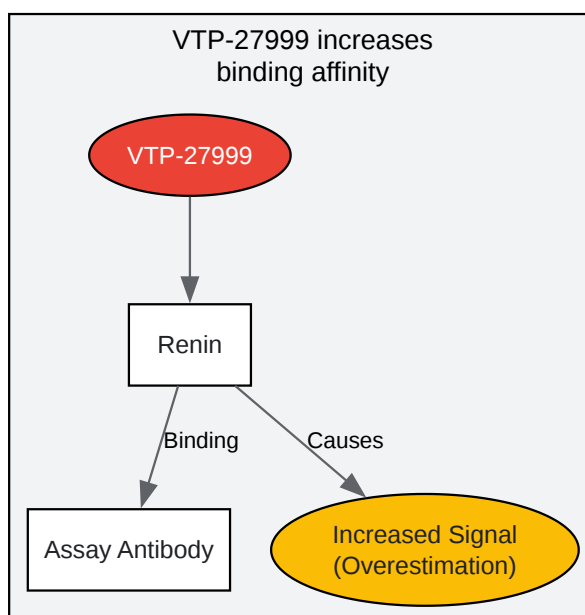 VTP-27999 increases
binding affinity
VTP-27999
Renin
Binding
Causes
Assay Antibody
Increased Signal
(Overestimation)